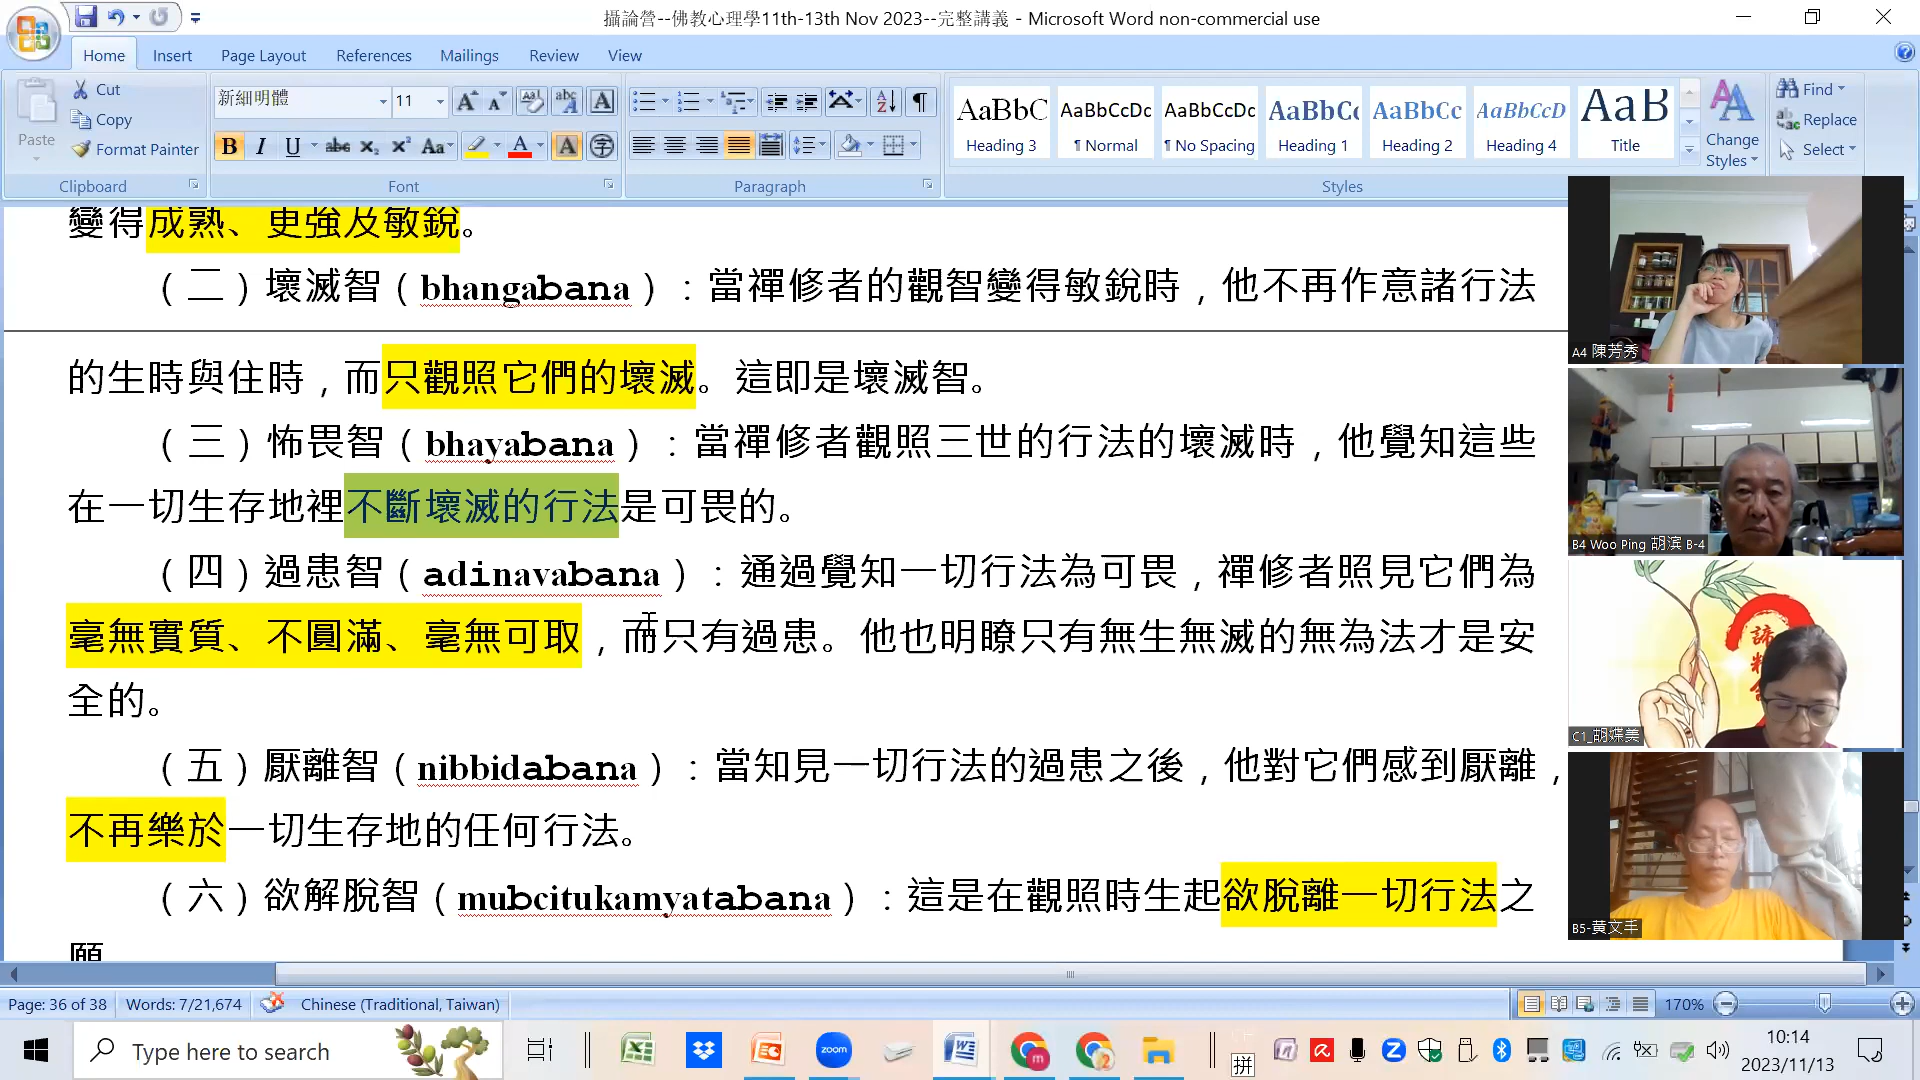 攝論營--佛教心理學11th-13th Nov 2023--完整講義 - Microsoft Word non-commercial use
Home Insert Page Layout References Mailings Review View
Paste
Cut
Copy
Format Painter
Clipboard
新細明體 11
B I U abc X₂ X² Aa A
Font
Paragraph
AaBbC AaBbCcDc AaBbCcDc AaBbCc AaBbCc AaBbCcD AaB
Heading 3 ¶ Normal ¶ No Spacing Heading 1 Heading 2 Heading 4 Title
Change Styles
Styles
Find
Replace
Select
變得成熟、更強及敏銳。
（二）壞滅智（bhangabana）：當禪修者的觀智變得敏銳時，他不再作意諸行法
的生時與住時，而只觀照它們的壞滅。這即是壞滅智。
（三）怖畏智（bhayabana）：當禪修者觀照三世的行法的壞滅時，他覺知這些
在一切生存地裡不斷壞滅的行法是可畏的。
（四）過患智（adinavabana）：通過覺知一切行法為可畏，禪修者照見它們為
毫無實質、不圓滿、毫無可取，而只有過患。他也明瞭只有無生無滅的無為法才是安
全的。
（五）厭離智（nibbidabana）：當知見一切行法的過患之後，他對它們感到厭離，
不再樂於一切生存地的任何行法。
（六）欲解脫智（mubcitukamyatabana）：這是在觀照時生起欲脫離一切行法之
願
A4 陳芳秀
B4 Woo Ping 胡滨 B-4
C1_胡媟美
B5-黃文丰
Page: 36 of 38 Words: 7/21,674 Chinese (Traditional, Taiwan) 170%
Type here to search
zoom
拼
10:14
2023/11/13